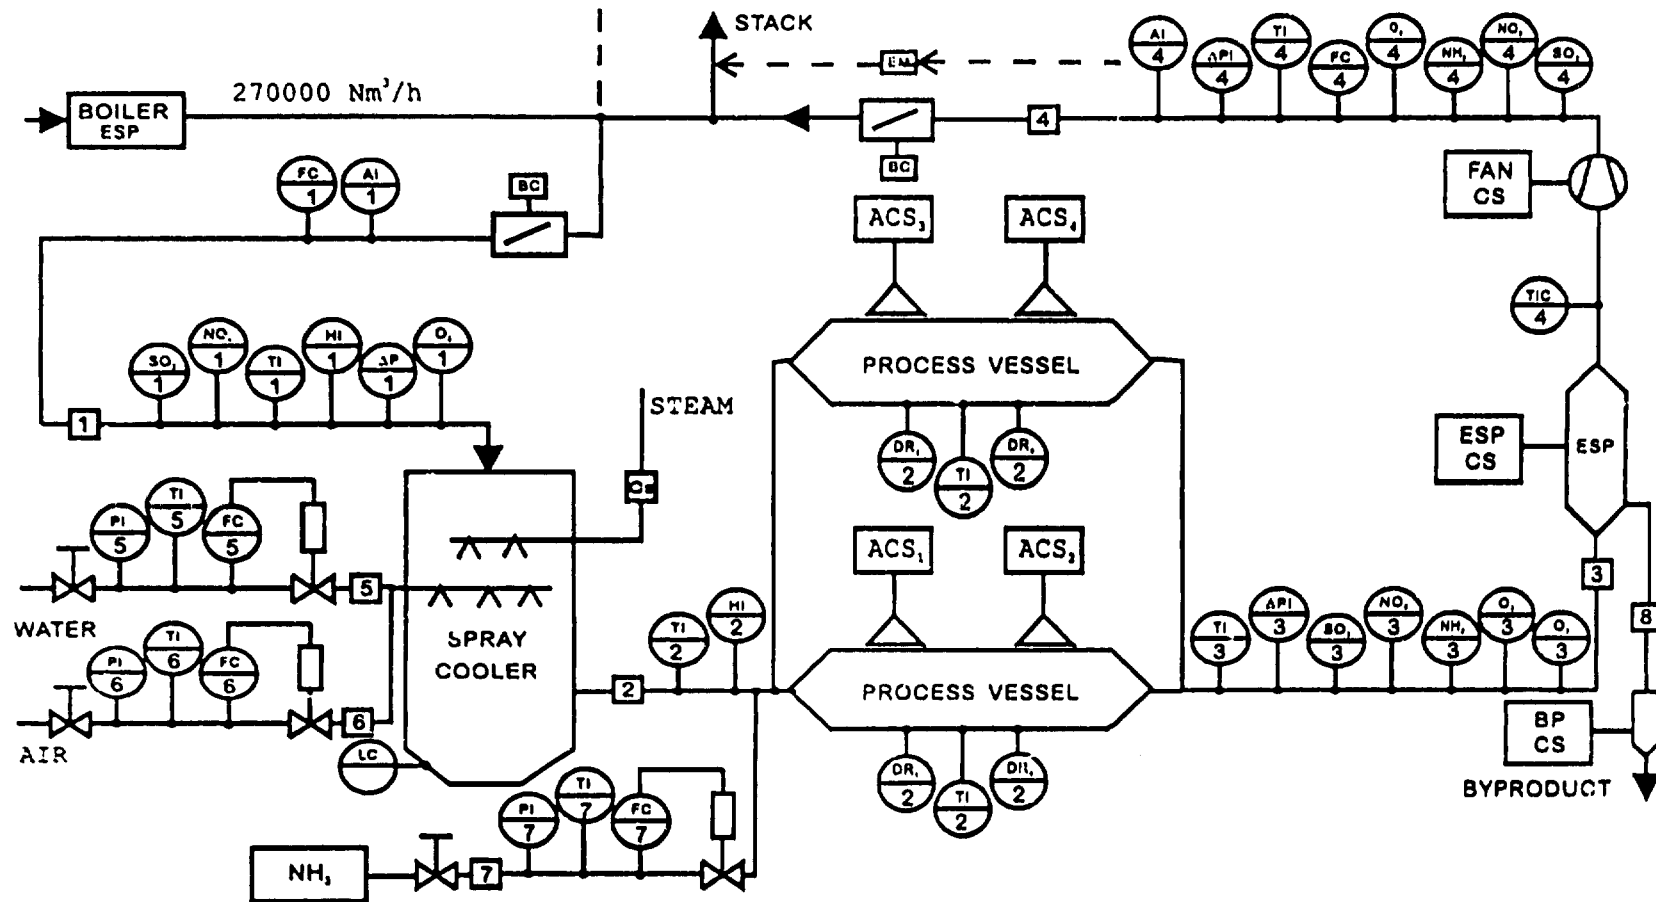 STACK
270000 Nm³/h
BOILER
ESP
EM
AI
4
ΔPI
4
TI
4
FC
4
O₂
4
NH₃
4
NOₓ
4
SO₂
4
4
BC
FAN
CS
FC
1
AI
1
BC
ACS₃
ACS₄
TIC
4
SO₂
1
NOₓ
1
TI
1
HI
1
ΔP
1
O₂
1
1
STEAM
PROCESS VESSEL
DR₁
2
TI
2
DR₁
2
ESP
CS
ESP
PI
5
TI
5
FC
5
5
WATER
PI
6
TI
6
FC
6
6
AIR
LC
SPRAY
COOLER
2
TI
2
HI
2
ACS₁
ACS₂
PROCESS VESSEL
DR₁
2
TI
2
DR₁
2
TI
3
ΔPI
3
SO₂
3
NOₓ
3
NH₃
3
O₂
3
O₃
3
3
8
BP
CS
BYPRODUCT
NH₃
7
PI
7
TI
7
FC
7